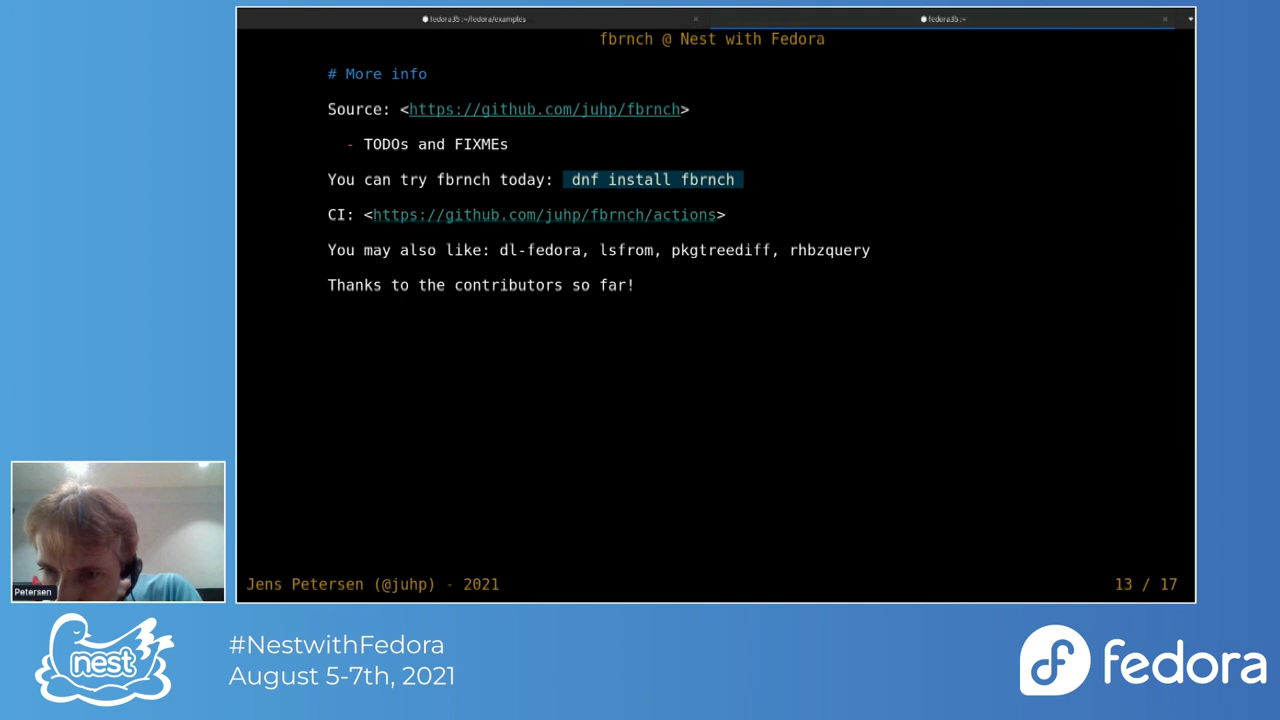 fedora35:~/fedora/examples
fedora35:~
fbrnch @ Nest with Fedora
# More info
Source: <https://github.com/juhp/fbrnch>
- TODOs and FIXMEs
You can try fbrnch today: dnf install fbrnch
CI: <https://github.com/juhp/fbrnch/actions>
You may also like: dl-fedora, lsfrom, pkgtreediff, rhbzquery
Thanks to the contributors so far!
Jens Petersen (@juhp) - 2021
13 / 17
Petersen
nest
#NestwithFedora
August 5-7th, 2021
fedora